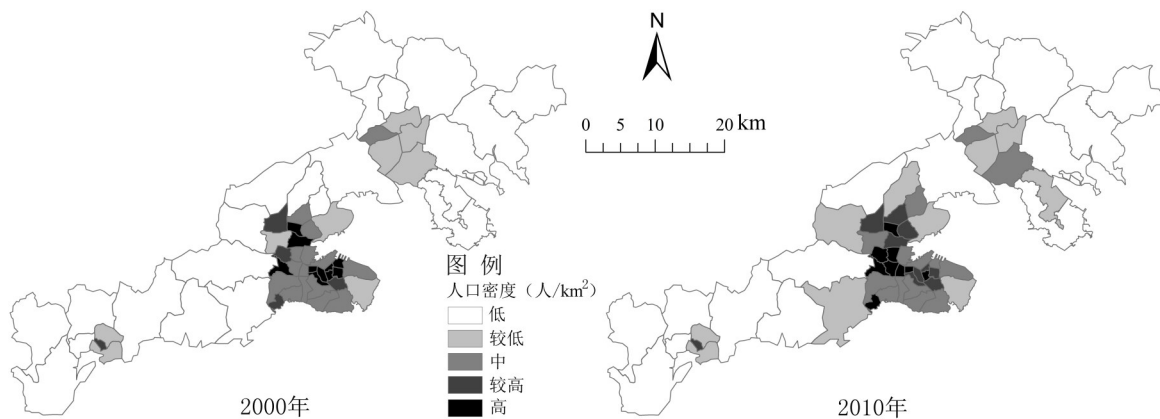 N
0 5 10 20 km
图 例
人口密度（人/km²）
低
较低
中
较高
高
2000年
2010年